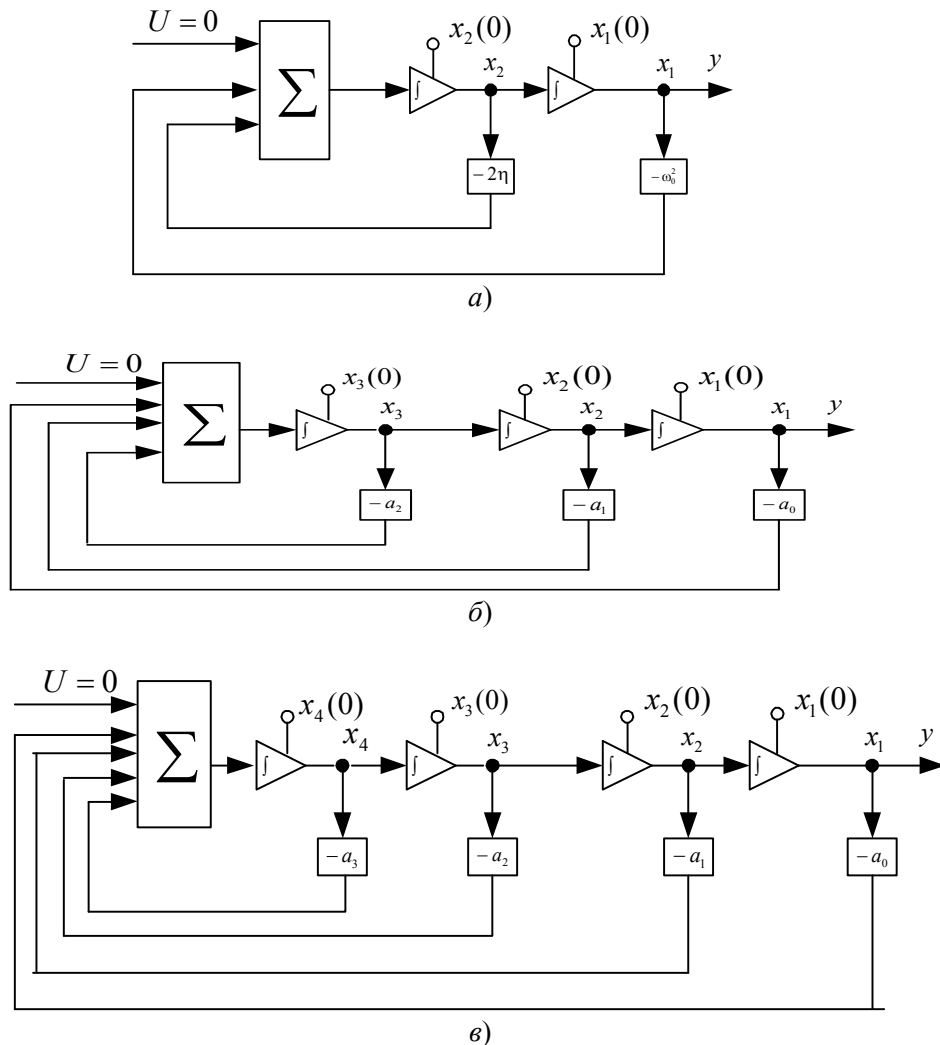 U = 0
x₂(0)
x₁(0)
Σ
∫
x₂
∫
x₁
y
−2η
−ω₀²
а)
U = 0
x₃(0)
x₂(0)
x₁(0)
Σ
∫
x₃
∫
x₂
∫
x₁
y
−a₂
−a₁
−a₀
б)
U = 0
x₄(0)
x₃(0)
x₂(0)
x₁(0)
Σ
∫
x₄
∫
x₃
∫
x₂
∫
x₁
y
−a₃
−a₂
−a₁
−a₀
в)